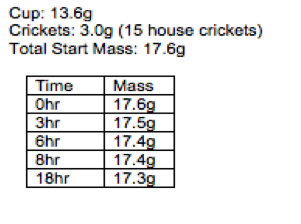 Cup: 13.6g
Crickets: 3.0g (15 house crickets)
Total Start Mass: 17.6g
Time Mass
0hr 17.6g
3hr 17.5g
6hr 17.4g
8hr 17.4g
18hr 17.3g